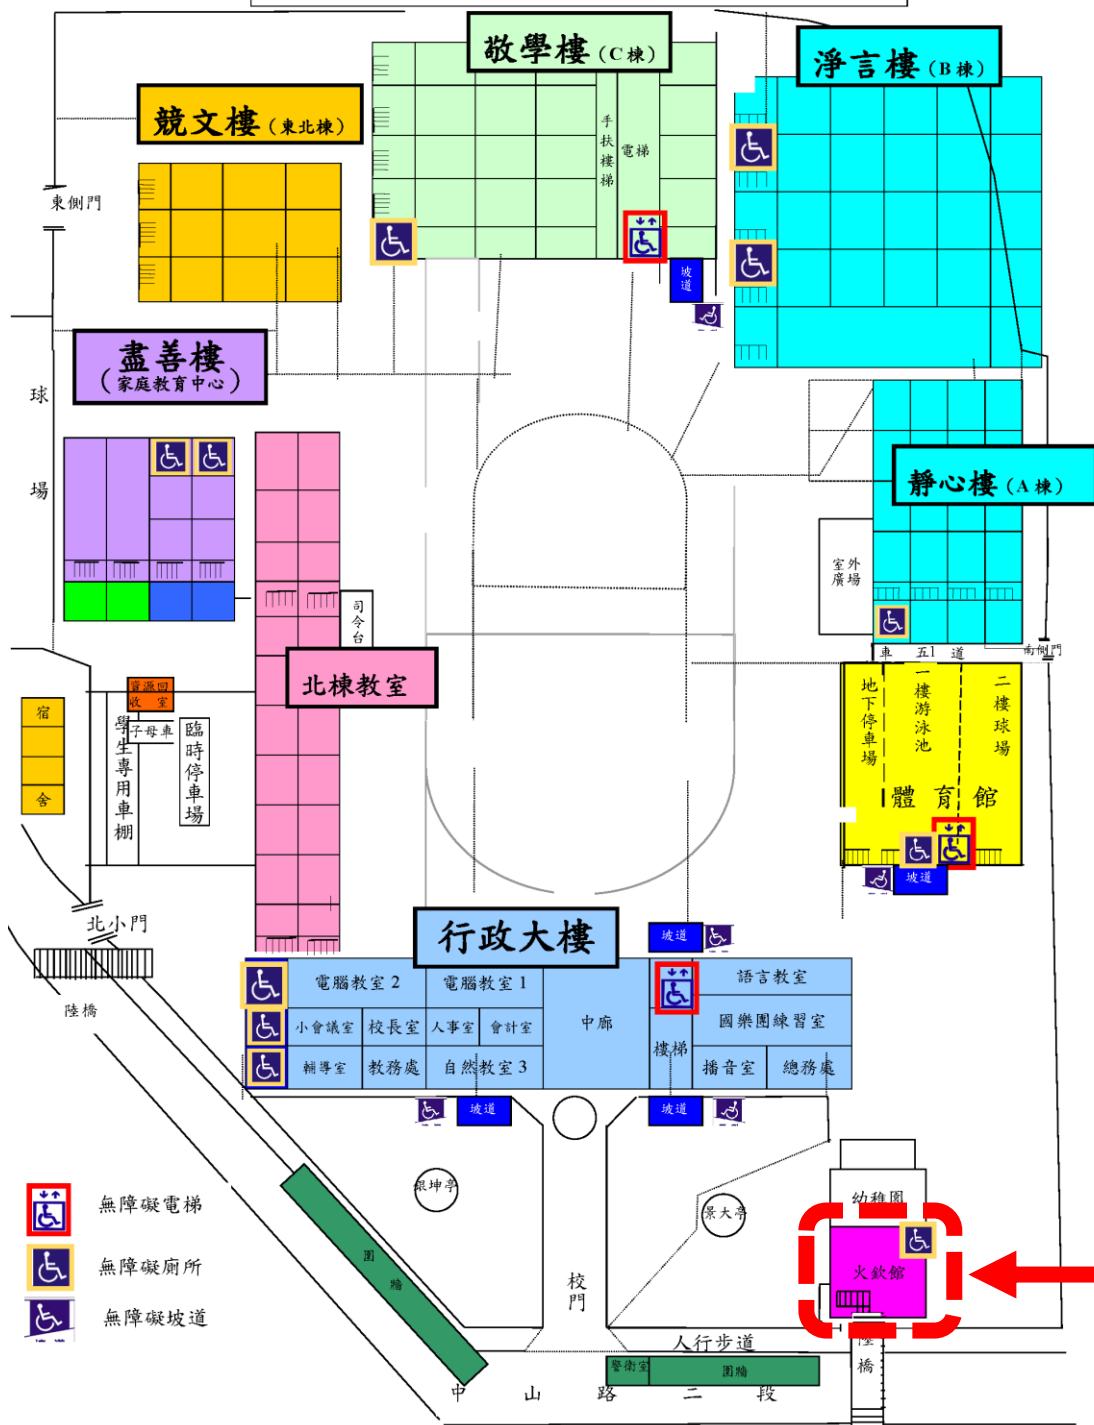 敬學樓（C棟）
淨言樓（B棟）
競文樓（東北棟）
手扶樓梯
電梯
東側門
坡道
盡善樓
（家庭教育中心）
球場
靜心樓（A棟）
室外廣場
司令台
車五1道
南側門
北棟教室
資源回收室
子母車
宿舍
學生專用車棚
臨時停車場
地下停車場
一樓游泳池
二樓球場
體育館
坡道
北小門
陸橋
行政大樓
坡道
電腦教室2
電腦教室1
語言教室
小會議室
校長室
人事室
會計室
中廊
樓梯
國樂團練習室
輔導室
教務處
自然教室3
播音室
總務處
坡道
坡道
銀坤亭
景大亭
幼稚園
火欽館
無障礙電梯
無障礙廁所
無障礙坡道
圍牆
校門
人行步道
陸橋
警衛室
圍牆
中山路二段